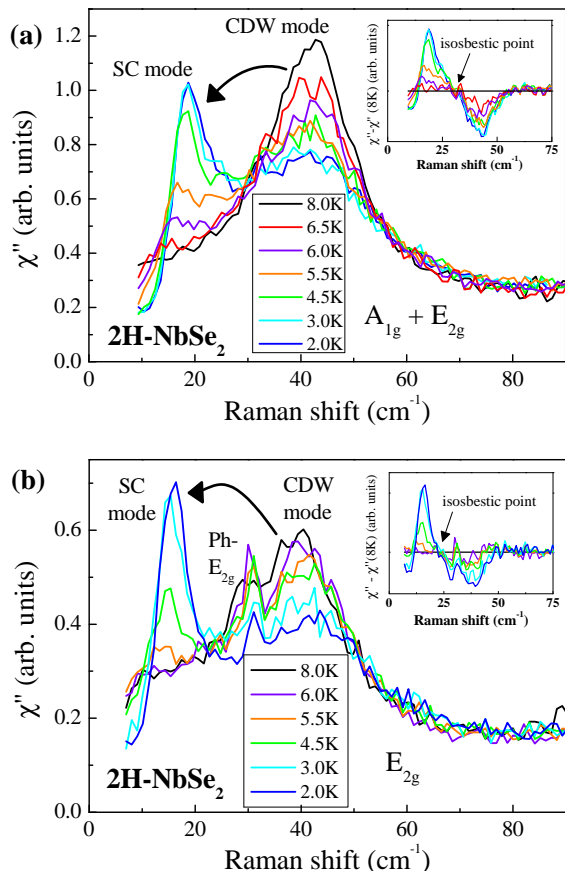 (a)
CDW mode
SC mode
isosbestic point
χ''-χ'' (8K) (arb. units)
0 25 50 75
Raman shift (cm⁻¹)
χ'' (arb. units)
1.2
1.0
0.8
0.6
0.4
0.2
0.0
8.0K
6.5K
6.0K
5.5K
4.5K
3.0K
2.0K
2H-NbSe₂
A₁g + E₂g
0 20 40 60 80
Raman shift (cm⁻¹)
(b)
SC
mode
CDW
mode
Ph-
E₂g
isosbestic point
χ'' - χ''(8K) (arb. units)
0 25 50 75
Raman shift (cm⁻¹)
χ'' (arb. units)
0.6
0.4
0.2
0.0
8.0K
6.0K
5.5K
4.5K
3.0K
2.0K
2H-NbSe₂
E₂g
0 20 40 60 80
Raman shift (cm⁻¹)